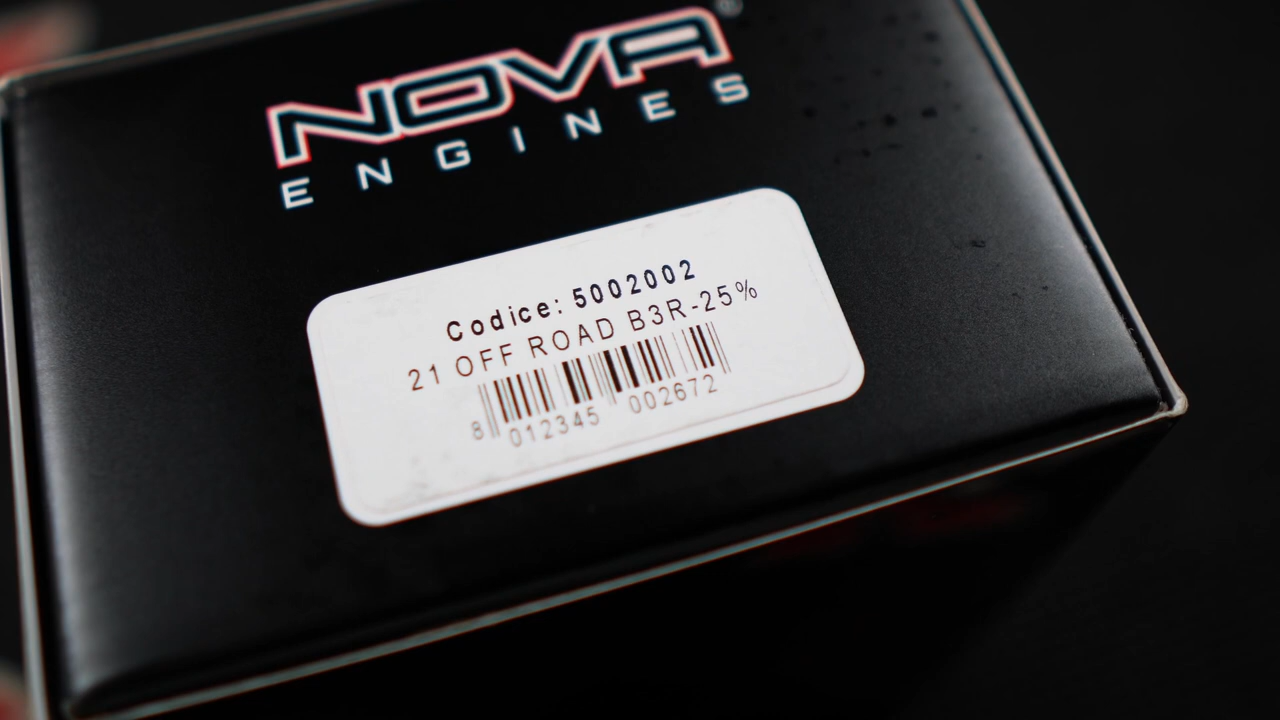 NOVA®
ENGINES
Codice: 5002002
21 OFF ROAD B3R-25%
8 012345 002672